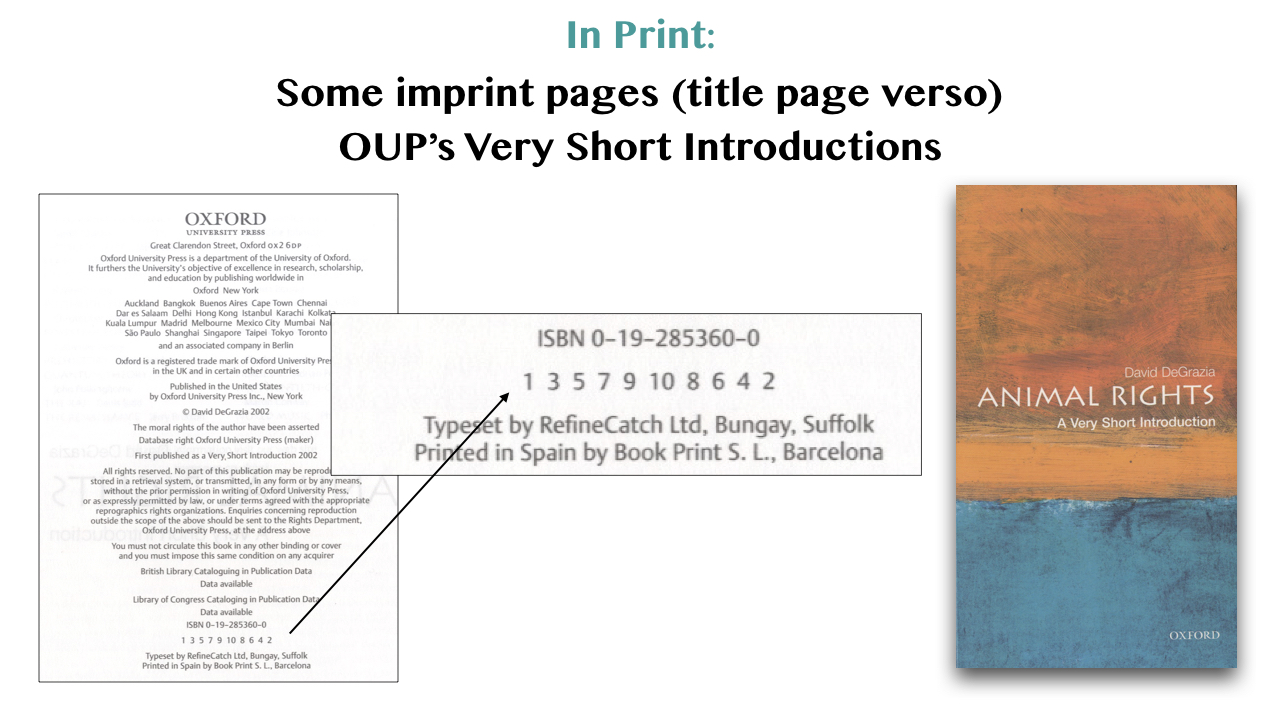 In Print:
Some imprint pages (title page verso)
OUP’s Very Short Introductions
OXFORD
UNIVERSITY PRESS
Great Clarendon Street, Oxford OX2 6DP
Oxford University Press is a department of the University of Oxford.
It furthers the University's objective of excellence in research, scholarship,
and education by publishing worldwide in
Oxford New York
Auckland Bangkok Buenos Aires Cape Town Chennai
Dar es Salaam Delhi Hong Kong Istanbul Karachi Kolkata
Kuala Lumpur Madrid Melbourne Mexico City Mumbai
São Paulo Shanghai Singapore Taipei Tokyo Toronto
and an associated company in Berlin
Oxford is a registered trade mark of Oxford University
in the UK and in certain other countries
Published in the United States
by Oxford University Press Inc., New York
© David DeGrazia 2002
The moral rights of the author have been asserted
Database right Oxford University Press (maker)
First published as a Very Short Introduction 2002
All rights reserved. No part of this publication may be
stored in a retrieval system, or transmitted, in any form or by any means,
without the prior permission in writing of Oxford University Press,
or as expressly permitted by law, or under terms agreed with the appropriate
reprographics rights organizations. Enquiries concerning reproduction
outside the scope of the above should be sent to the Rights Department,
Oxford University Press, at the address above
You must not circulate this book in any other binding or cover
and you must impose this same condition on any acquirer
British Library Cataloguing in Publication Data
Data available
Library of Congress Cataloging in Publication Data
Data available
ISBN 0–19–285360–0
1 3 5 7 9 10 8 6 4 2
Typeset by RefineCatch Ltd, Bungay, Suffolk
Printed in Spain by Book Print S. L., Barcelona
ISBN 0–19–285360–0
1 3 5 7 9 10 8 6 4 2
Typeset by RefineCatch Ltd, Bungay, Suffolk
Printed in Spain by Book Print S. L., Barcelona
David DeGrazia
ANIMAL RIGHTS
A Very Short Introduction
OXFORD